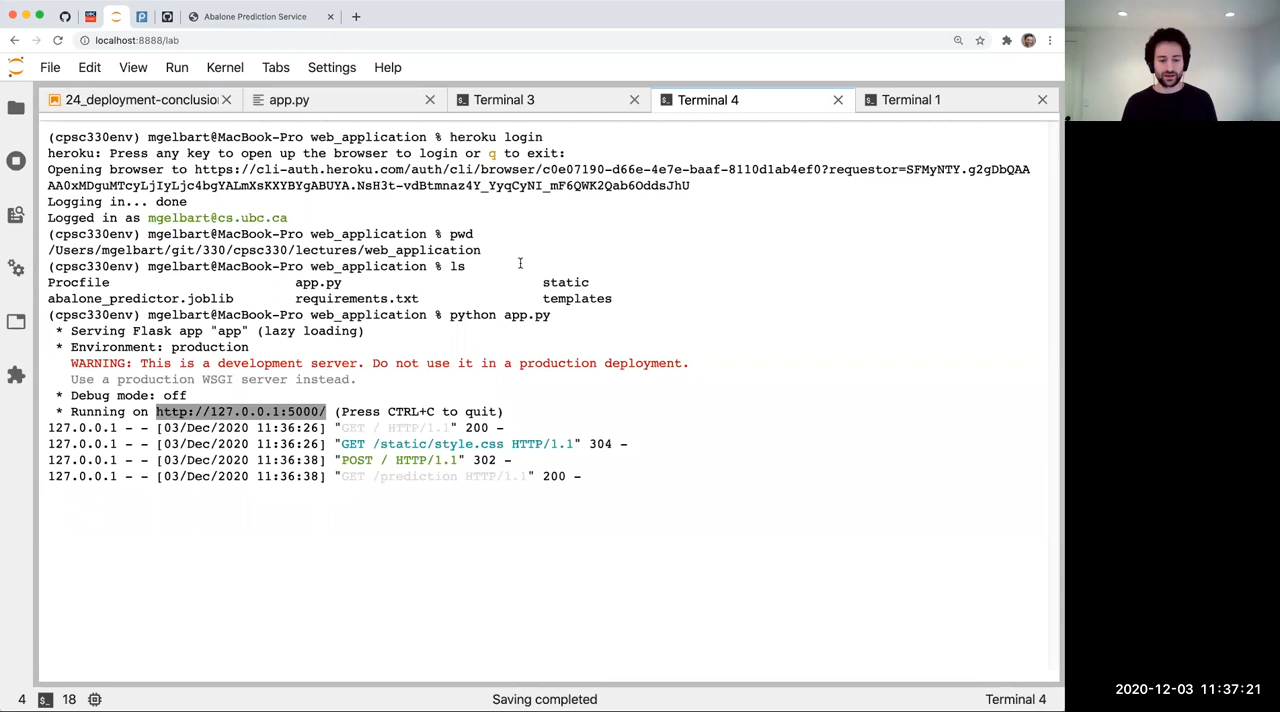 Abalone Prediction Service
localhost:8888/lab
File Edit View Run Kernel Tabs Settings Help
24_deployment-conclusion
app.py
Terminal 3
Terminal 4
Terminal 1
(cpsc330env) mgelbart@MacBook-Pro web_application % heroku login
heroku: Press any key to open up the browser to login or q to exit:
Opening browser to https://cli-auth.heroku.com/auth/cli/browser/c0e07190-d66e-4e7e-baaf-8110d1ab4ef0?requestor=SFMyNTY.g2gDbQAA
AA0xMDguMTcyLjIyLjc4bgYALmXsKXYBYgABUYA.NsH3t-vdBtmnaz4Y_YyqCyNI_mF6QWK2Qab6OddsJhU
Logging in... done
Logged in as mgelbart@cs.ubc.ca
(cpsc330env) mgelbart@MacBook-Pro web_application % pwd
/Users/mgelbart/git/330/cpsc330/lectures/web_application
(cpsc330env) mgelbart@MacBook-Pro web_application % ls
Procfile app.py static
abalone_predictor.joblib requirements.txt templates
(cpsc330env) mgelbart@MacBook-Pro web_application % python app.py
* Serving Flask app "app" (lazy loading)
* Environment: production
WARNING: This is a development server. Do not use it in a production deployment.
Use a production WSGI server instead.
* Debug mode: off
* Running on http://127.0.0.1:5000/ (Press CTRL+C to quit)
127.0.0.1 - - [03/Dec/2020 11:36:26] "GET / HTTP/1.1" 200 -
127.0.0.1 - - [03/Dec/2020 11:36:26] "GET /static/style.css HTTP/1.1" 304 -
127.0.0.1 - - [03/Dec/2020 11:36:38] "POST / HTTP/1.1" 302 -
127.0.0.1 - - [03/Dec/2020 11:36:38] "GET /prediction HTTP/1.1" 200 -
4 18 Saving completed Terminal 4
2020-12-03 11:37:21